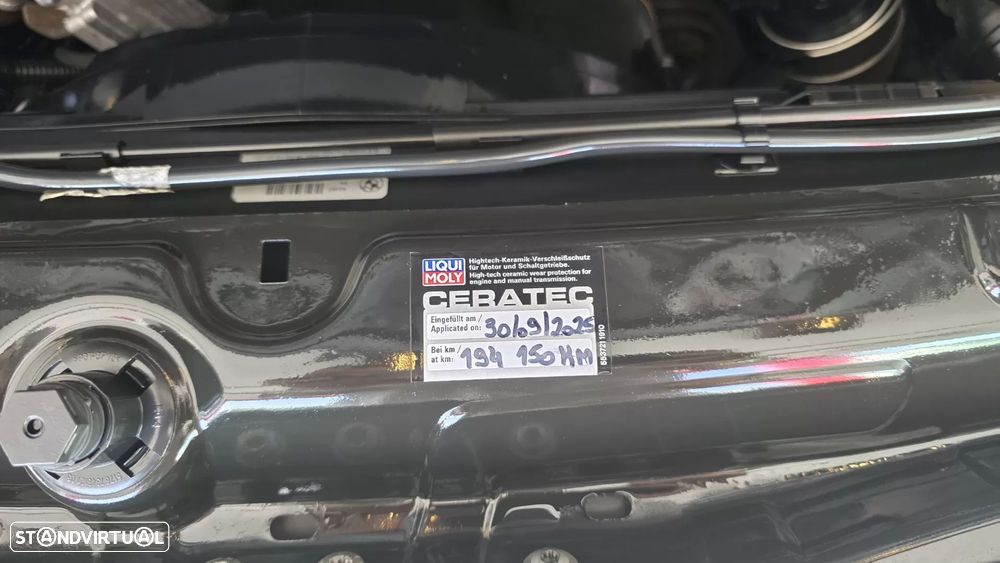 LIQUI
MOLY
Hightech-Keramik-Verschleißschutz
für Motor und Schaltgetriebe.
High-tech ceramic wear protection for
engine and manual transmission.
CERATEC
Eingefüllt am/
Applicated on: 30/09/2025
Bei km/
at km: 194 150 KM
STANDVIRTUAL